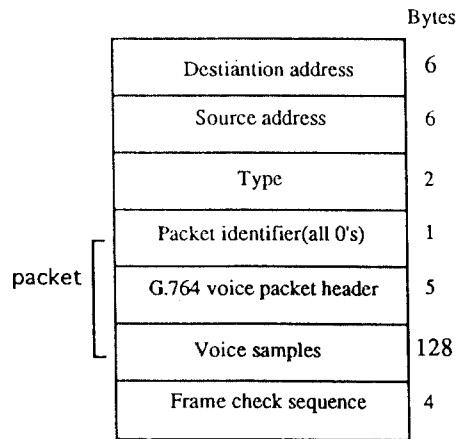 Bytes
Destiantion address 6
Source address 6
Type 2
Packet identifier(all 0's) 1
packet
G.764 voice packet header 5
Voice samples 128
Frame check sequence 4